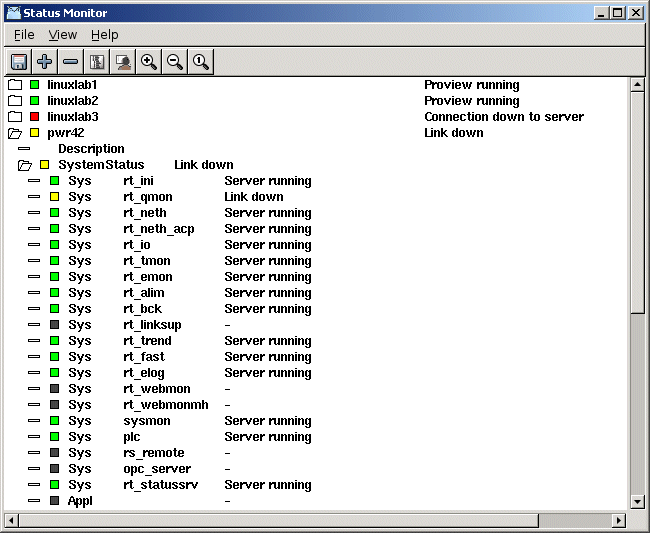 Status Monitor
File View Help
linuxlab1 Proview running
linuxlab2 Proview running
linuxlab3 Connection down to server
pwr42 Link down
Description
SystemStatus Link down
Sys rt_ini Server running
Sys rt_qmon Link down
Sys rt_neth Server running
Sys rt_neth_acp Server running
Sys rt_io Server running
Sys rt_tmon Server running
Sys rt_emon Server running
Sys rt_alim Server running
Sys rt_bck Server running
Sys rt_linksup -
Sys rt_trend Server running
Sys rt_fast Server running
Sys rt_elog Server running
Sys rt_webmon -
Sys rt_webmonmh -
Sys sysmon Server running
Sys plc Server running
Sys rs_remote -
Sys opc_server -
Sys rt_statussrv Server running
Appl -